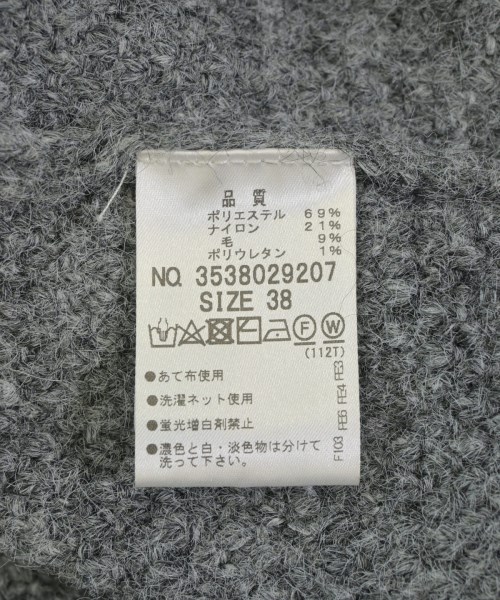 品質
ポリエステル 69%
ナイロン 21%
毛 9%
ポリウレタン 1%
NO. 3538029207
SIZE 38
F W
(112T)
●あて布使用
●洗濯ネット使用
●蛍光増白剤禁止
●濃色と白・淡色物は分けて
洗って下さい。
F103 FE5 FE4 FE3